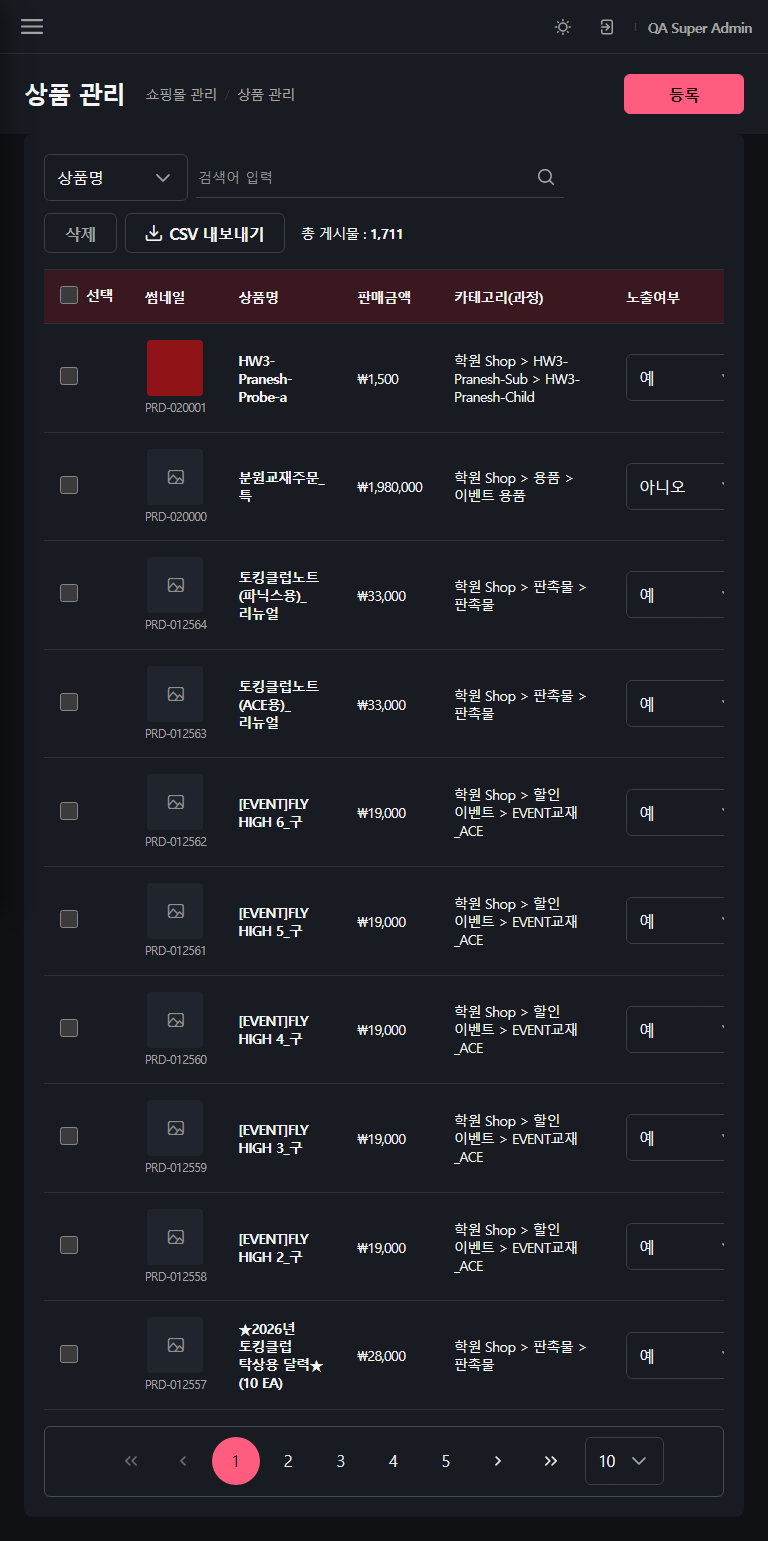 QA Super Admin
상품 관리
쇼핑몰 관리 / 상품 관리
등록
상품명
검색어 입력
삭제
CSV 내보내기
총 게시물 : 1,711
선택
썸네일
상품명
판매금액
카테고리(과정)
노출여부
PRD-020001
HW3-
Pranesh-
Probe-a
₩1,500
학원 Shop > HW3-
Pranesh-Sub > HW3-
Pranesh-Child
예
PRD-020000
분원교재주문_
특
₩1,980,000
학원 Shop > 용품 >
이벤트 용품
아니오
PRD-012564
토킹클럽노트
(파닉스용)_
리뉴얼
₩33,000
학원 Shop > 판촉물 >
판촉물
예
PRD-012563
토킹클럽노트
(ACE용)_
리뉴얼
₩33,000
학원 Shop > 판촉물 >
판촉물
예
PRD-012562
[EVENT]FLY
HIGH 6_구
₩19,000
학원 Shop > 할인
이벤트 > EVENT교재
_ACE
예
PRD-012561
[EVENT]FLY
HIGH 5_구
₩19,000
학원 Shop > 할인
이벤트 > EVENT교재
_ACE
예
PRD-012560
[EVENT]FLY
HIGH 4_구
₩19,000
학원 Shop > 할인
이벤트 > EVENT교재
_ACE
예
PRD-012559
[EVENT]FLY
HIGH 3_구
₩19,000
학원 Shop > 할인
이벤트 > EVENT교재
_ACE
예
PRD-012558
[EVENT]FLY
HIGH 2_구
₩19,000
학원 Shop > 할인
이벤트 > EVENT교재
_ACE
예
PRD-012557
★2026년
토킹클럽
탁상용 달력★
(10 EA)
₩28,000
학원 Shop > 판촉물 >
판촉물
예
1 2 3 4 5
10